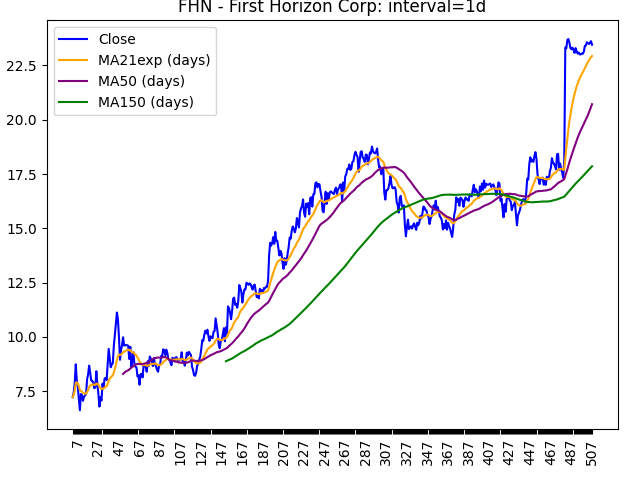 FHN - First Horizon Corp: interval=1d
Close
MA21exp (days)
MA50 (days)
MA150 (days)
22.5
20.0
17.5
15.0
12.5
10.0
7.5
7 27 47 67 87 107 127 147 167 187 207 227 247 267 287 307 327 347 367 387 407 427 447 467 487 507